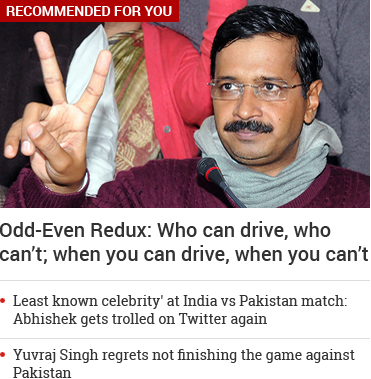 RECOMMENDED FOR YOU
Odd-Even Redux: Who can drive, who
can't; when you can drive, when you can't
Least known celebrity' at India vs Pakistan match:
Abhishek gets trolled on Twitter again
Yuvraj Singh regrets not finishing the game against
Pakistan